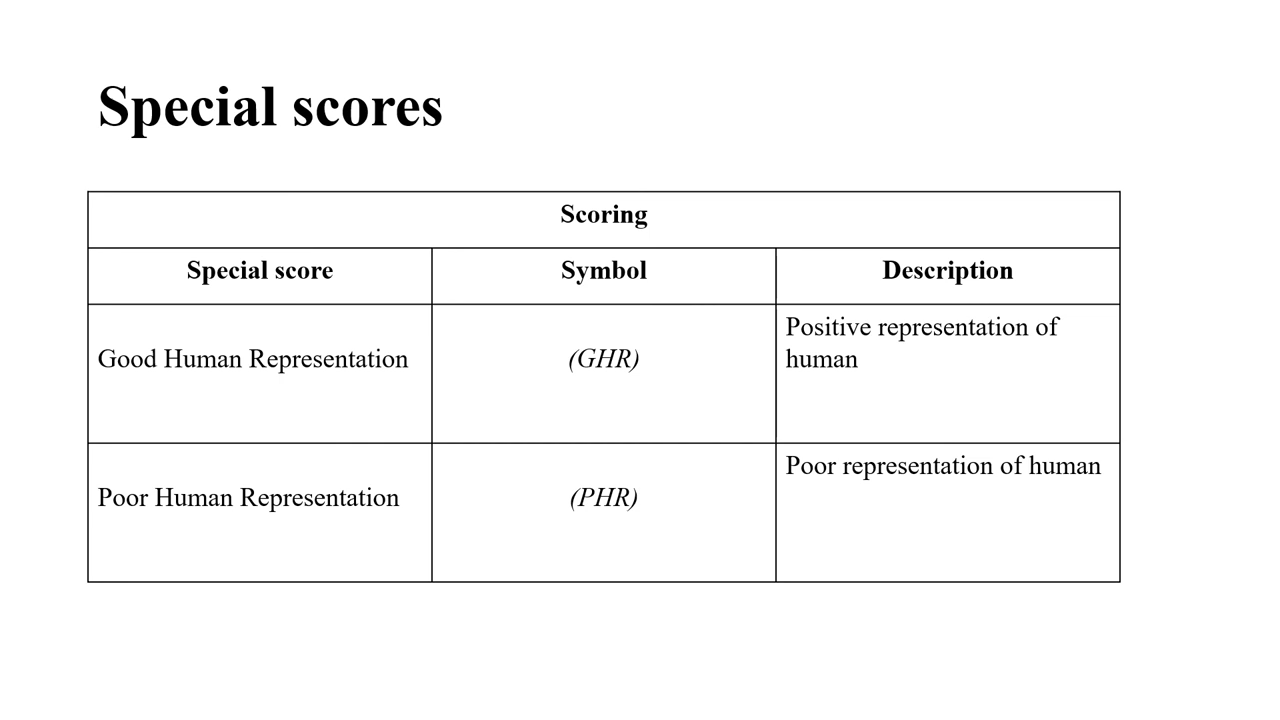 Special scores
Scoring
Special score
Symbol
Description
Good Human Representation
(GHR)
Positive representation of
human
Poor Human Representation
(PHR)
Poor representation of human